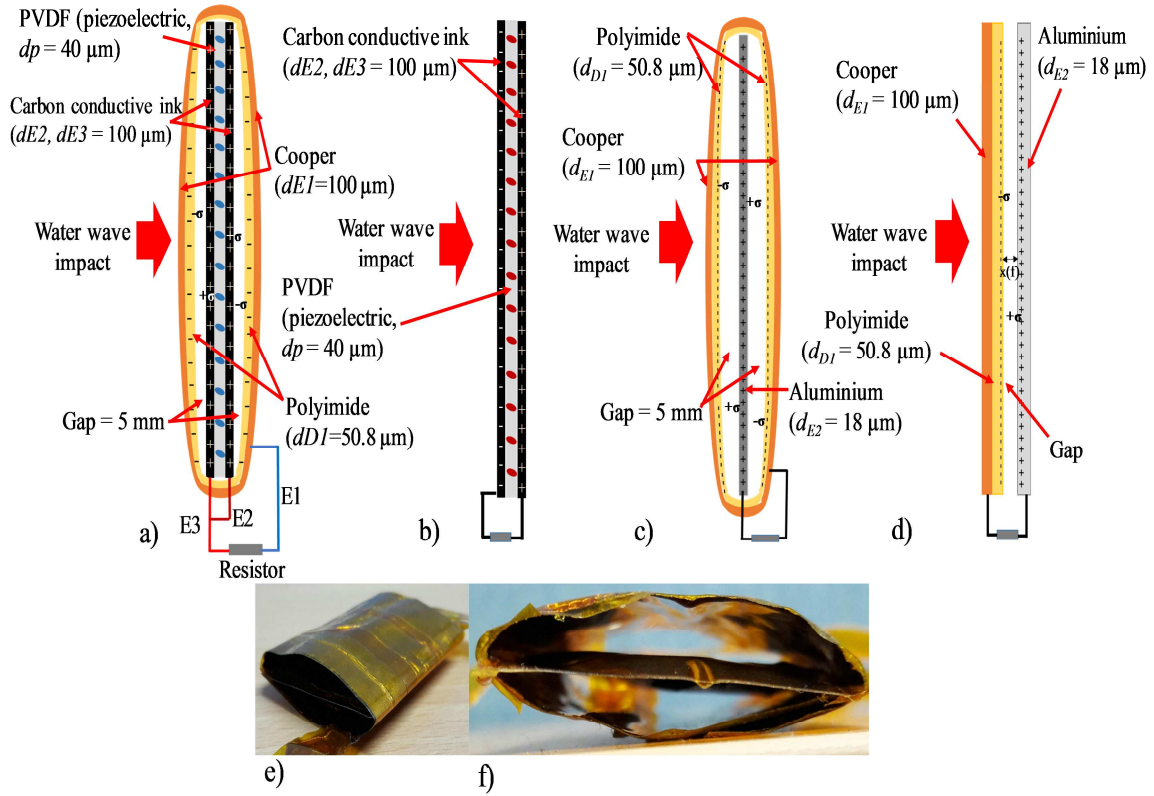 PVDF (piezoelectric,
dp = 40 µm)
Carbon conductive ink
(dE2, dE3 = 100 µm)
Cooper
(dE1=100 µm)
Water wave
impact
-σ
-σ
+σ
-σ
Gap = 5 mm
Polyimide
(dD1=50.8 µm)
E1
E2
E3
Resistor
a)
Carbon conductive ink
(dE2, dE3 = 100 µm)
Water wave
impact
PVDF
(piezoelectric,
dp = 40 µm)
b)
Polyimide
(dD1 = 50.8 µm)
Cooper
(dE1 = 100 µm)
-σ
+σ
Water wave
impact
Gap = 5 mm
+σ
-σ
Aluminium
(dE2 = 18 µm)
c)
Aluminium
(dE2 = 18 µm)
Cooper
(dE1 = 100 µm)
-σ
Water wave
impact
x(f)
+σ
Polyimide
(dD1 = 50.8 µm)
Gap
d)
e)
f)